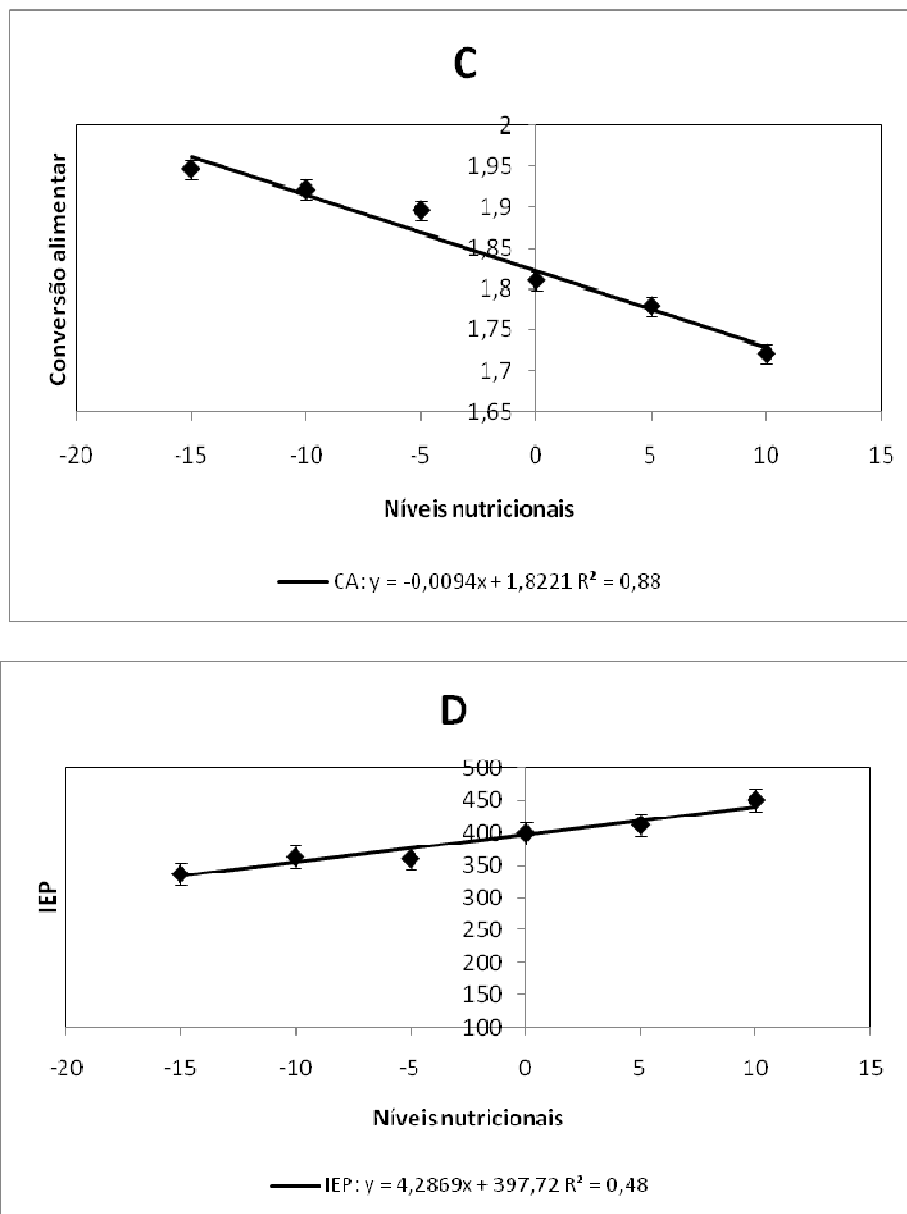 C
Conversão alimentar
2
1,95
1,9
1,85
1,8
1,75
1,7
1,65
-20 -15 -10 -5 0 5 10 15
Níveis nutricionais
CA: y = -0,0094x + 1,8221 R² = 0,88
D
IEP
500
450
400
350
300
250
200
150
100
-20 -15 -10 -5 0 5 10 15
Níveis nutricionais
IEP: y = 4,2869x + 397,72 R² = 0,48